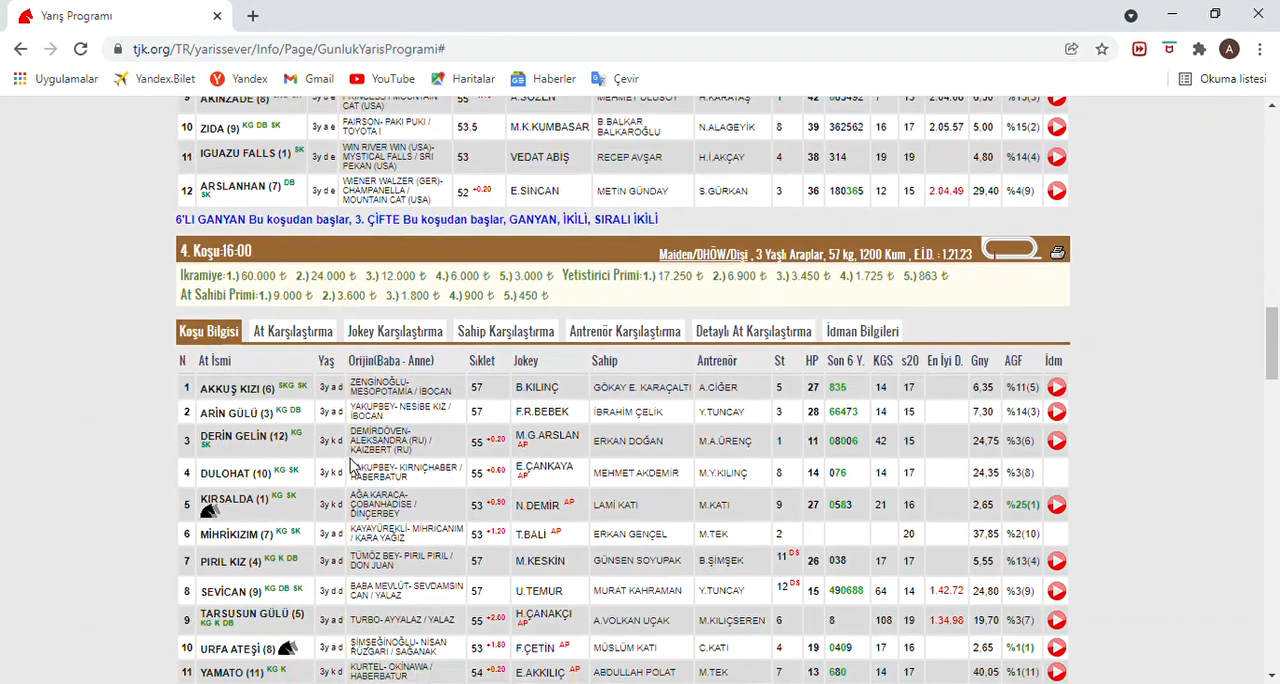 Yarış Programı
tjk.org/TR/yarissever/Info/Page/GunlukYarisProgrami#
A
Uygulamalar Yandex.Bilet Yandex Gmail YouTube Haritalar Haberler Çevir Okuma listesi
AKINZADE (8) 3y d e CAT (USA) 55 A.SÖZEN MEHMET ULUSOY H.KARATAŞ 1 42 7 15 2.04.08
10 ZIDA (9) KG DB SK 3y a e FAIRSON- PAKI PUKI / TOYOTA I 53,5 M.K.KUMBASAR B.BALKAR BALKAROĞLU N.ALAGEYİK 8 39 362562 16 17 2.05.57 5,00 %15(2)
11 IGUAZU FALLS (1) SK 3y d e WIN RIVER WIN (USA)- MYSTICAL FALLS / SRI PEKAN (USA) 53 VEDAT ABİŞ RECEP AVŞAR H.İ.AKÇAY 4 38 314 19 19 4,80 %14(4)
12 ARSLANHAN (7) DB SK 3y d e WIENER WALZER (GER)- CHAMPANELLA / MOUNTAIN CAT (USA) 52 +0.20 E.SİNCAN METİN GÜNDAY S.GÜRKAN 3 36 180365 12 15 2.04.49 29,40 %4(9)
6'LI GANYAN Bu koşudan başlar, 3. ÇİFTE Bu koşudan başlar, GANYAN, İKİLİ, SIRALI İKİLİ
4. Koşu:16:00 Maiden/DHÖW/Dişi , 3 Yaşlı Araplar, 57 kg, 1200 Kum , E.İ.D. : 1.21.23
Ikramiye:1.) 60.000 ₺ 2.) 24.000 ₺ 3.) 12.000 ₺ 4.) 6.000 ₺ 5.) 3.000 ₺ Yetistirici Primi:1.) 17.250 ₺ 2.) 6.900 ₺ 3.) 3.450 ₺ 4.) 1.725 ₺ 5.) 863 ₺
At Sahibi Primi:1.) 9.000 ₺ 2.) 3.600 ₺ 3.) 1.800 ₺ 4.) 900 ₺ 5.) 450 ₺
Koşu Bilgisi At Karşılaştırma Jokey Karşılaştırma Sahip Karşılaştırma Antrenör Karşılaştırma Detaylı At Karşılaştırma İdman Bilgileri
N At İsmi Yaş Orijin(Baba - Anne) Sıklet Jokey Sahip Antrenör St HP Son 6 Y. KGS s20 En İyi D. Gny AGF İdm
1 AKKUŞ KIZI (6) SKG SK 3y a d ZENGİNOĞLU- MESOPOTAMİA / İBOCAN 57 B.KILINÇ GÖKAY E. KARAÇALTI A.CİĞER 5 27 835 14 17 6,35 %11(5)
2 ARİN GÜLÜ (3) KG DB 3y a d YAKUPBEY- NESİBE KIZ / İBOCAN 57 F.R.BEBEK İBRAHİM ÇELİK Y.TUNCAY 3 28 66473 14 15 7,30 %14(3)
3 DERİN GELİN (12) KG SK 3y k d DEMİRDÖVEN- ALEKSANDRA (RU) / KAIZBERT (RU) 55 +0.20 M.G.ARSLAN AP ERKAN DOĞAN M.A.ÜRENÇ 1 11 08006 42 15 24,75 %3(6)
4 DULOHAT (10) KG SK 3y k d YAKUPBEY- KIRNIÇHABER / HABERBATUR 55 +0.60 E.ÇANKAYA AP MEHMET AKDEMİR M.Y.KILINÇ 8 14 076 14 17 24,35 %3(8)
5 KIRSALDA (1) KG SK 3y k d AĞA KARACA- ÇOBANHADİSE / DİNÇERBEY 53 +0.50 N.DEMİR AP LAMİ KATI M.KATI 9 27 0583 21 16 2,65 %25(1)
6 MİHRİKIZIM (7) KG SK 3y k d KAYAYÜREKLİ- MİHRİCANIM / KARA YAĞIZ 53 +1.20 T.BALİ AP ERKAN GENÇEL M.TEK 2 20 37,85 %2(10)
7 PIRIL KIZ (4) KG K DB 3y a d TÜMÖZ BEY- PIRIL PIRIL / DON JUAN 57 M.KESKİN GÜNSEN SOYUPAK B.ŞİMŞEK 11 DS 26 038 17 17 5,55 %13(4)
8 SEVİCAN (9) KG DB SK 3y d d BABA MEVLÜT- SEVDAMSIN CAN / YALAZ 57 U.TEMUR MURAT KAHRAMAN Y.TUNCAY 12 DS 15 490688 64 14 1.42.72 24,80 %3(9)
9 TARSUSUN GÜLÜ (5) KG K DB 3y a d TURBO- AYYALAZ / YALAZ 55 +2.00 H.ÇANAKÇI AP A.VOLKAN UÇAK M.KILIÇSEREN 6 8 108 19 1.34.98 19,70 %3(7)
10 URFA ATEŞİ (8) 3y a d ŞİMŞEĞİNOĞLU- NİSAN RÜZGARI / SAĞANAK 53 +1.80 F.ÇETİN AP MÜSLÜM KATI C.KATI 4 19 0409 17 16 2,65 %1(1)
11 YAMATO (11) KG K 3y a d KURTEL- OKİNAWA / HABERBATUR 54 +0.20 E.AKKILIÇ AP ABDULLAH POLAT M.TEK 7 13 680 14 17 40,05 %1(11)